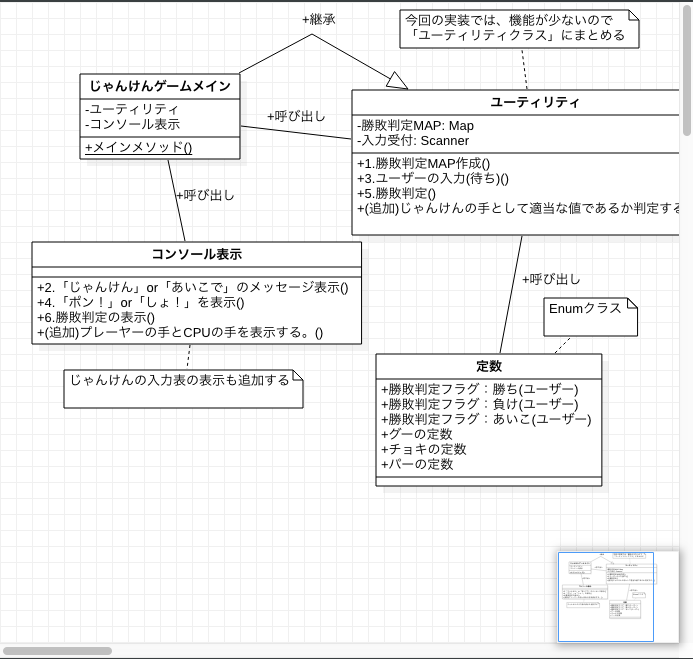 +継承
今回の実装では、機能が少ないので
「ユーティリティクラス」にまとめる
じゃんけんゲームメイン
-ユーティリティ
-コンソール表示
+メインメソッド()
+呼び出し
ユーティリティ
-勝敗判定MAP: Map
-入力受付: Scanner
+1.勝敗判定MAP作成()
+3.ユーザーの入力(待ち)()
+5.勝敗判定()
+(追加)じゃんけんの手として適当な値であるか判定する
+呼び出し
コンソール表示
+2.「じゃんけん」or「あいこで」のメッセージ表示()
+4.「ポン！」or「しょ！」を表示()
+6.勝敗判定の表示()
+(追加)プレーヤーの手とCPUの手を表示する。()
じゃんけんの入力表の表示も追加する
+呼び出し
Enumクラス
定数
+勝敗判定フラグ：勝ち(ユーザー)
+勝敗判定フラグ：負け(ユーザー)
+勝敗判定フラグ：あいこ(ユーザー)
+グーの定数
+チョキの定数
+パーの定数